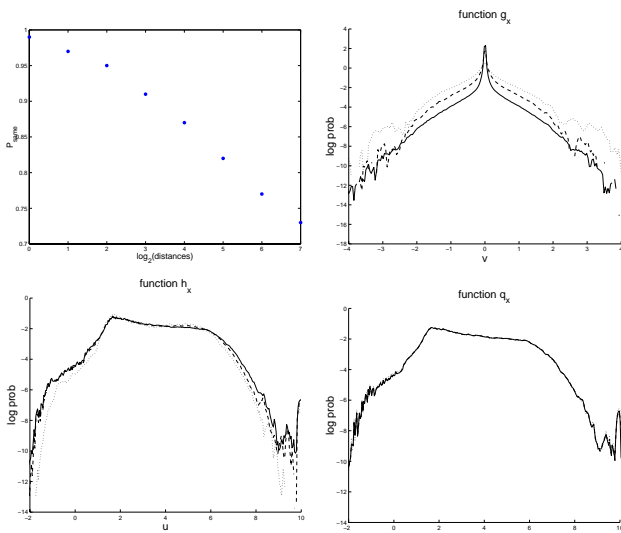 1
0.95
0.9
0.85
0.8
0.75
0.7
P_same
0 1 2 3 4 5 6 7
log_2(distances)
function g_x
4
2
0
−2
−4
−6
−8
−10
−12
−14
−16
−18
log prob
−4 −3 −2 −1 0 1 2 3 4
v
function h_x
0
−2
−4
−6
−8
−10
−12
−14
log prob
−2 0 2 4 6 8 10
u
function q_x
0
−2
−4
−6
−8
−10
−12
−14
log prob
−2 0 2 4 6 8 10